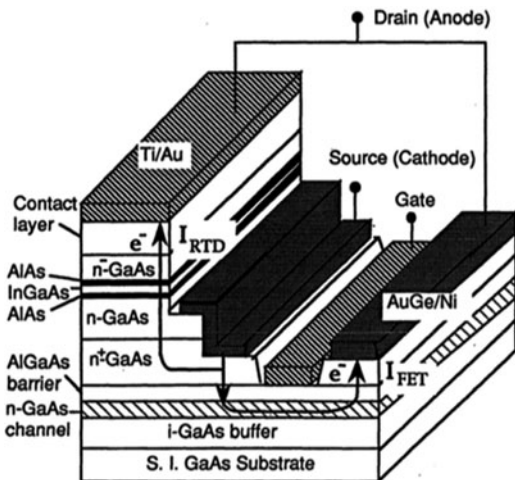 Drain (Anode)
Ti/Au
Source (Cathode)
Contact
layer
Gate
e⁻
I_RTD
AlAs
n⁻-GaAs
InGaAs
AlAs
AuGe/Ni
n-GaAs
AlGaAs
barrier
n⁺GaAs
e⁻
I_FET
n-GaAs
channel
i-GaAs buffer
S. I. GaAs Substrate